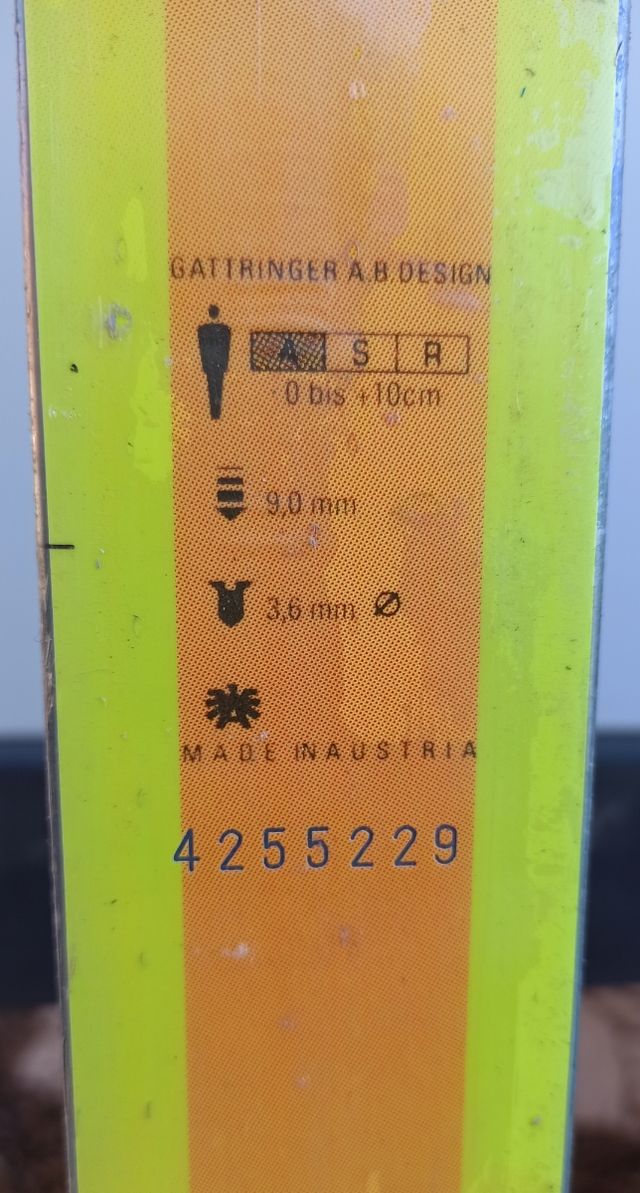 GATTRINGER A.B DESIGN
A S R
0 bis +10cm
9.0 mm
3,6 mm Ø
MADE IN AUSTRIA
4255229